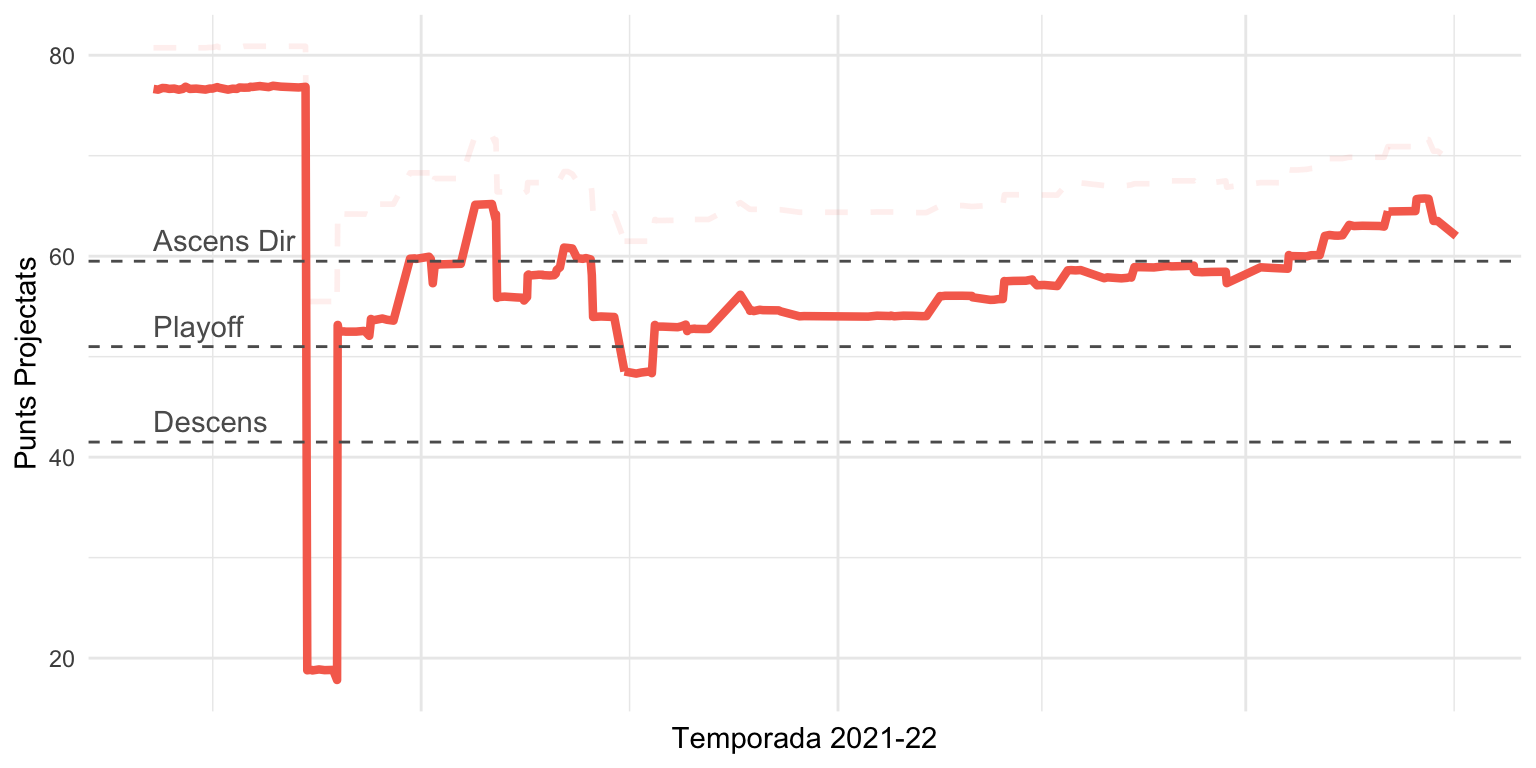 80
60
40
20
Punts Projectats
Ascens Dir
Playoff
Descens
Temporada 2021-22